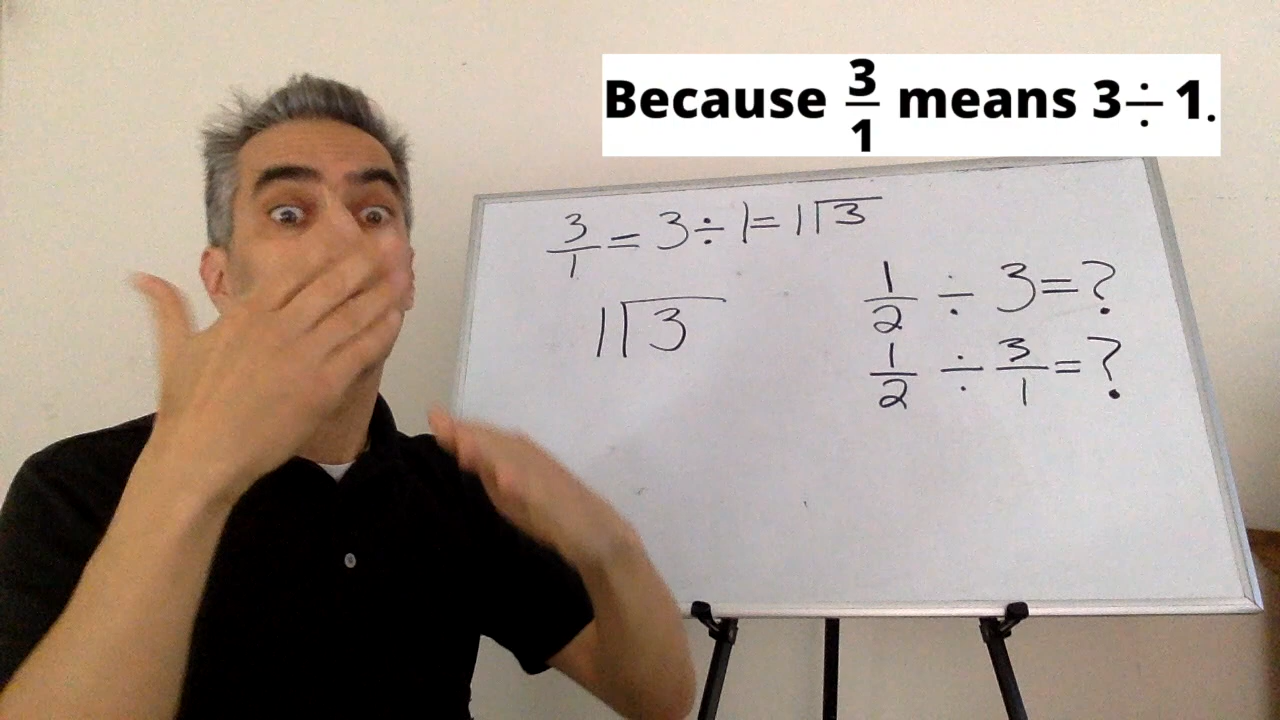 Because 3/1 means 3÷1.
3/1 = 3÷1= 1⟌3
1⟌3
1/2 ÷ 3=?
1/2 ÷ 3/1=?